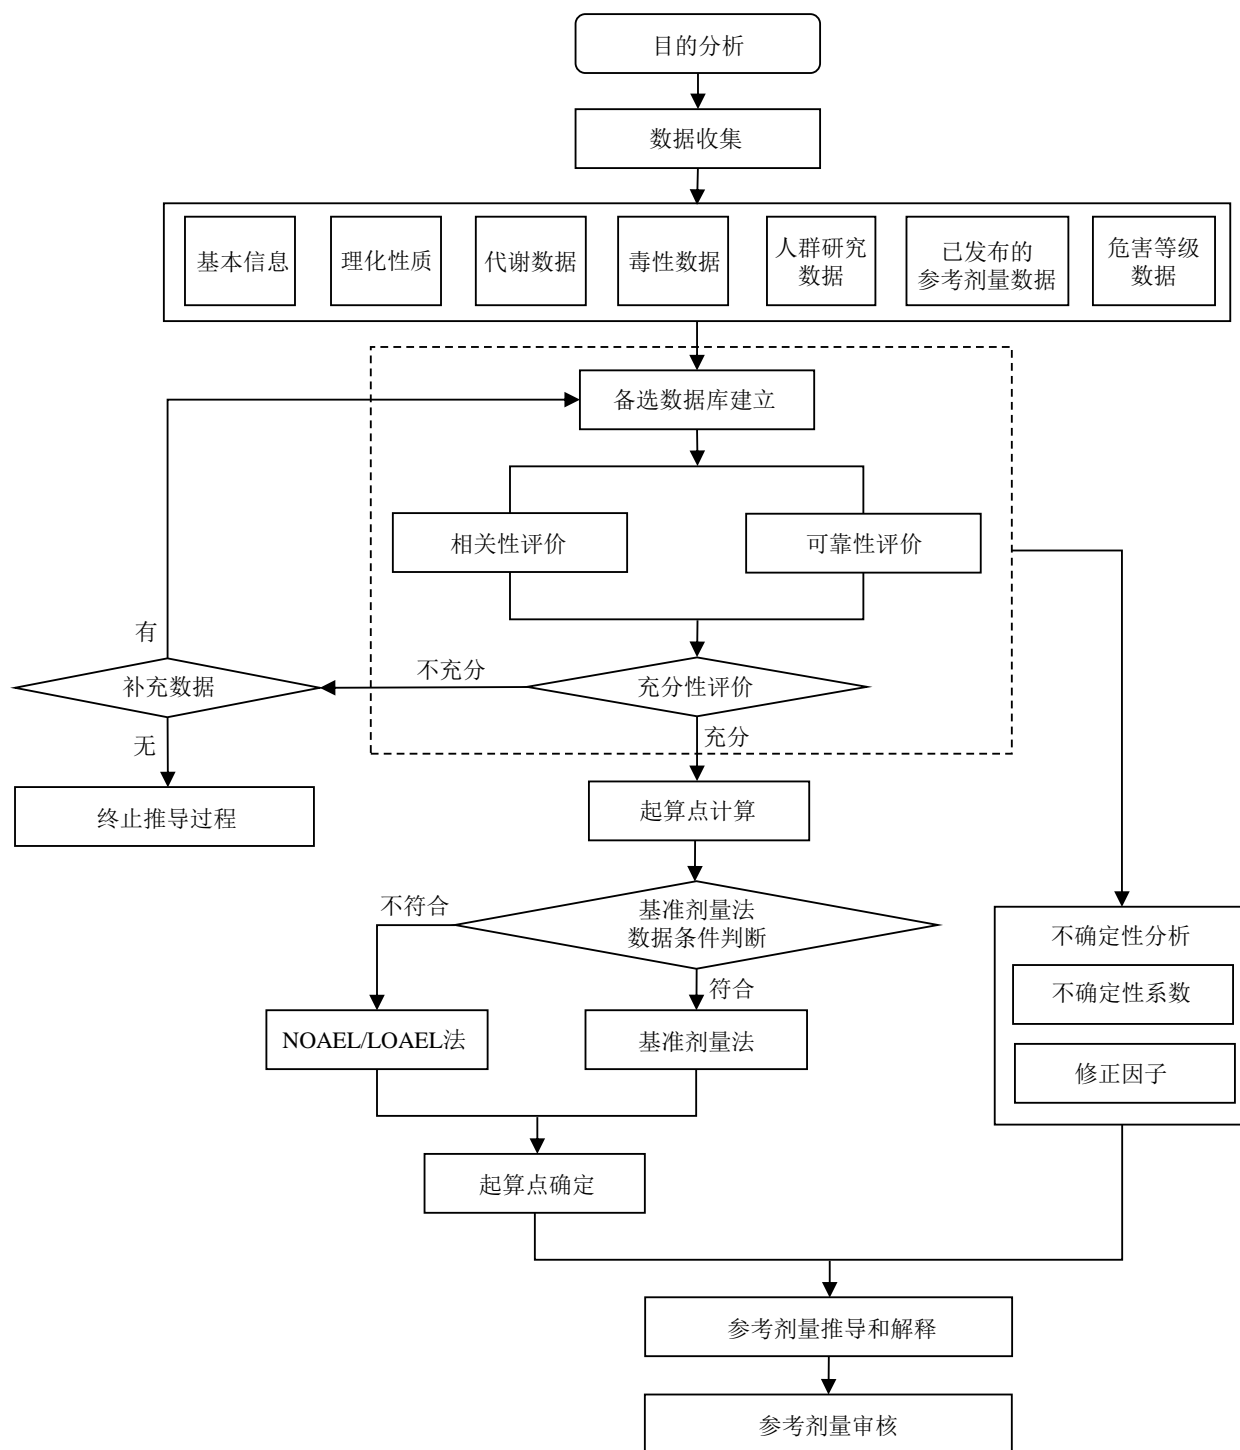 目的分析
数据收集
基本信息
理化性质
代谢数据
毒性数据
人群研究
数据
已发布的
参考剂量数据
危害等级
数据
备选数据库建立
相关性评价
可靠性评价
有
不充分
补充数据
充分性评价
无
充分
终止推导过程
起算点计算
不符合
基准剂量法
数据条件判断
符合
不确定性分析
不确定性系数
修正因子
NOAEL/LOAEL法
基准剂量法
起算点确定
参考剂量推导和解释
参考剂量审核